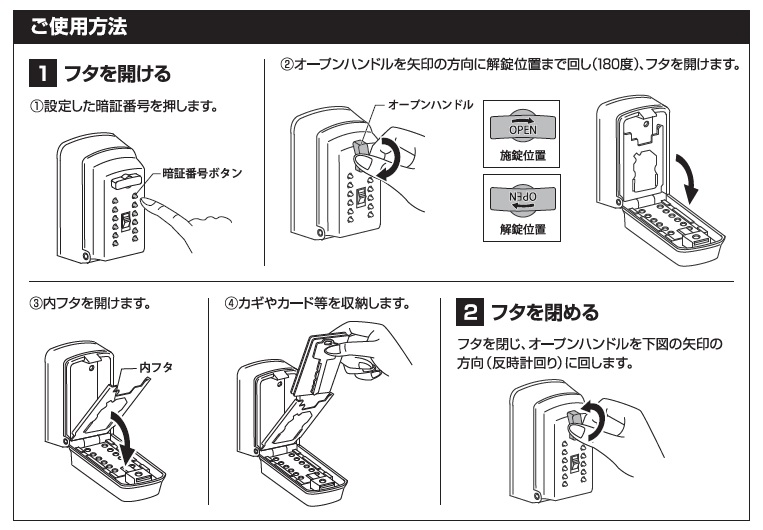 ご使用方法
1 フタを開ける
①設定した暗証番号を押します。
暗証番号ボタン
②オープンハンドルを矢印の方向に解錠位置まで回し(180度)、フタを開けます。
オープンハンドル
OPEN
施錠位置
OPEN
解錠位置
③内フタを開けます。
内フタ
④カギやカード等を収納します。
2 フタを閉める
フタを閉じ、オープンハンドルを下図の矢印の
方向(反時計回り)に回します。